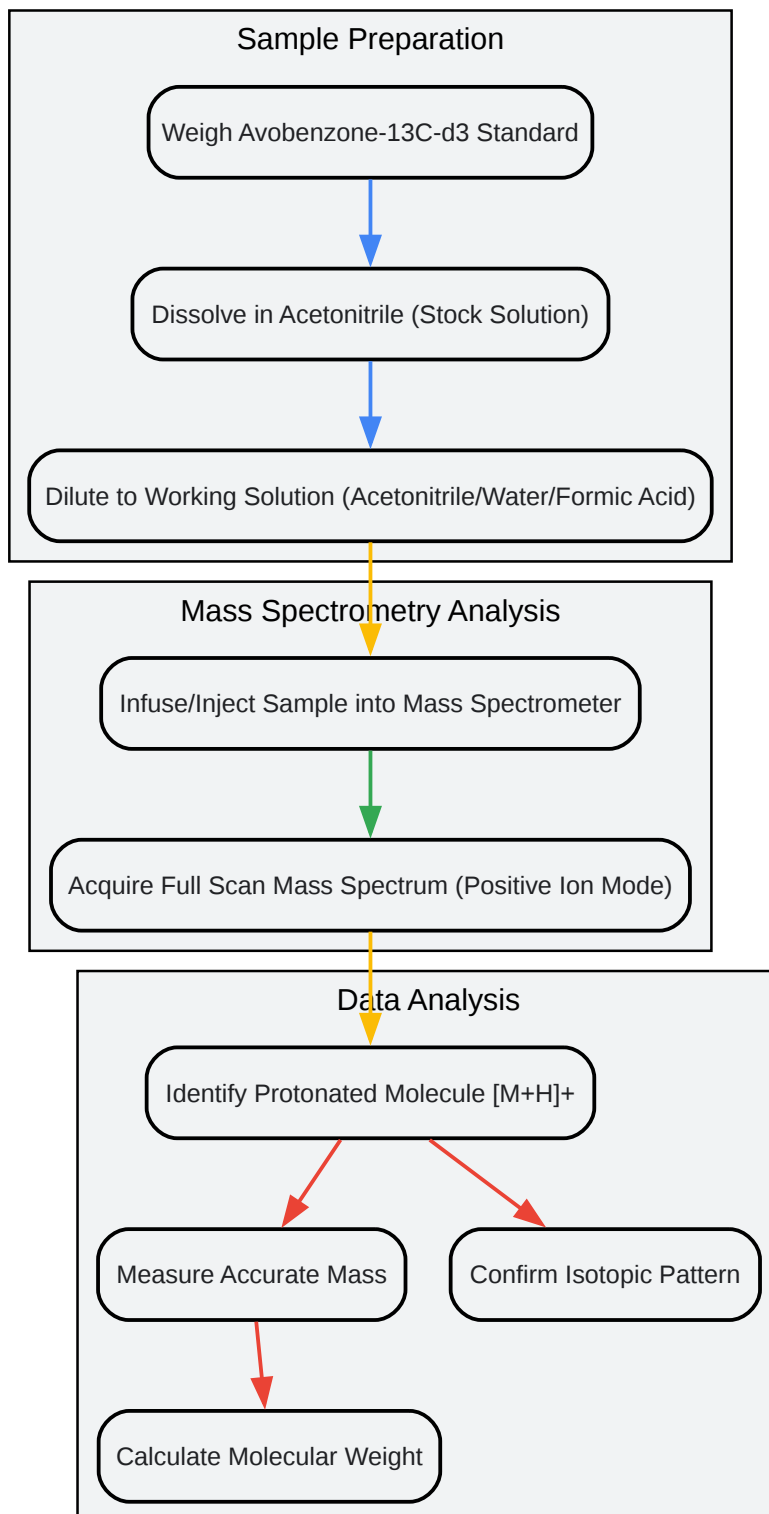 Sample Preparation
Weigh Avobenzone-13C-d3 Standard
Dissolve in Acetonitrile (Stock Solution)
Dilute to Working Solution (Acetonitrile/Water/Formic Acid)
Mass Spectrometry Analysis
Infuse/Inject Sample into Mass Spectrometer
Acquire Full Scan Mass Spectrum (Positive Ion Mode)
Data Analysis
Identify Protonated Molecule [M+H]+
Measure Accurate Mass
Confirm Isotopic Pattern
Calculate Molecular Weight